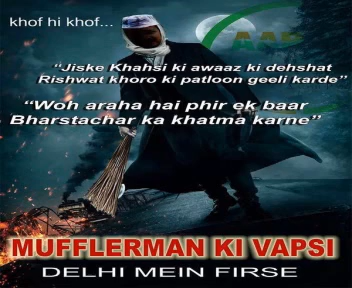 khof hi khof...
AAP
“Jiske Khahsi ki awaaz ki dehshat
Rishwat khoro ki patloon geeli karde”
“Woh araha hai phir ek baar
Bharstachar ka khatma karne”
MUFFLERMAN KI VAPSI
DELHI MEIN FIRSE